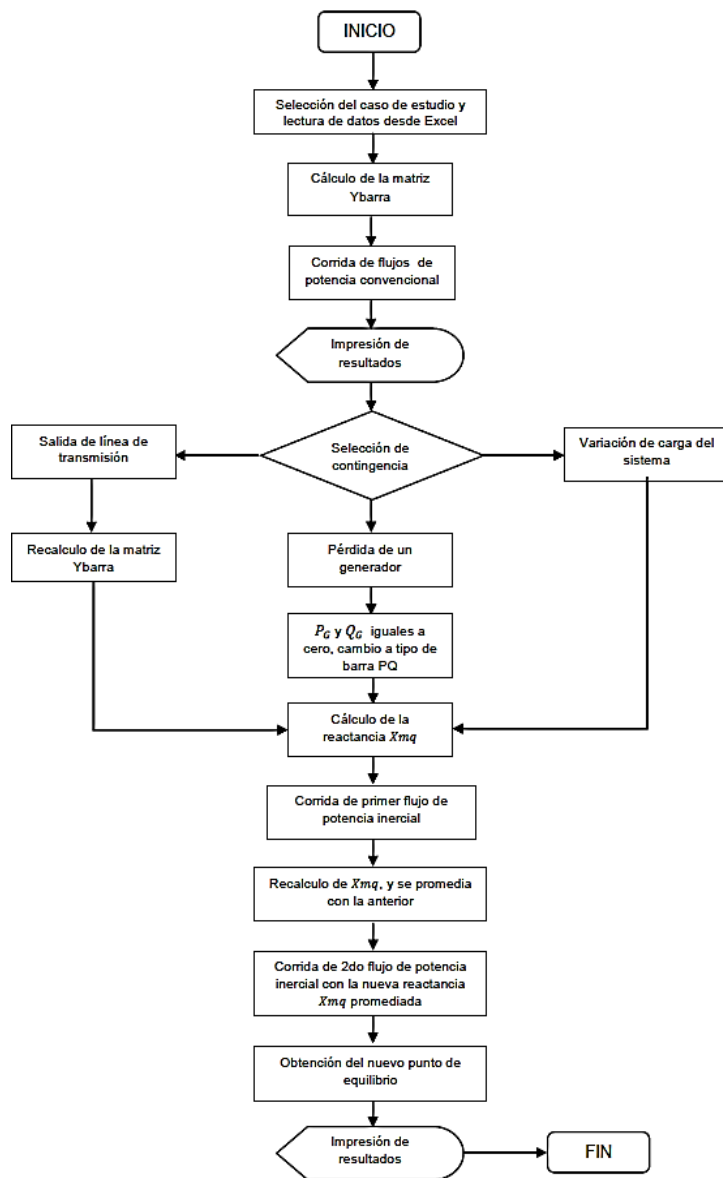 INICIO
Selección del caso de estudio y
lectura de datos desde Excel
Cálculo de la matriz
Ybarra
Corrida de flujos de
potencia convencional
Impresión de
resultados
Selección de
contingencia
Salida de línea de
transmisión
Recalculo de la matriz
Ybarra
Pérdida de un
generador
P_G y Q_G iguales a
cero, cambio a tipo de
barra PQ
Variación de carga del
sistema
Cálculo de la
reactancia Xmq
Corrida de primer flujo de
potencia inercial
Recalculo de Xmq, y se promedia
con la anterior
Corrida de 2do flujo de potencia
inercial con la nueva reactancia
Xmq promediada
Obtención del nuevo punto de
equilibrio
Impresión de
resultados
FIN